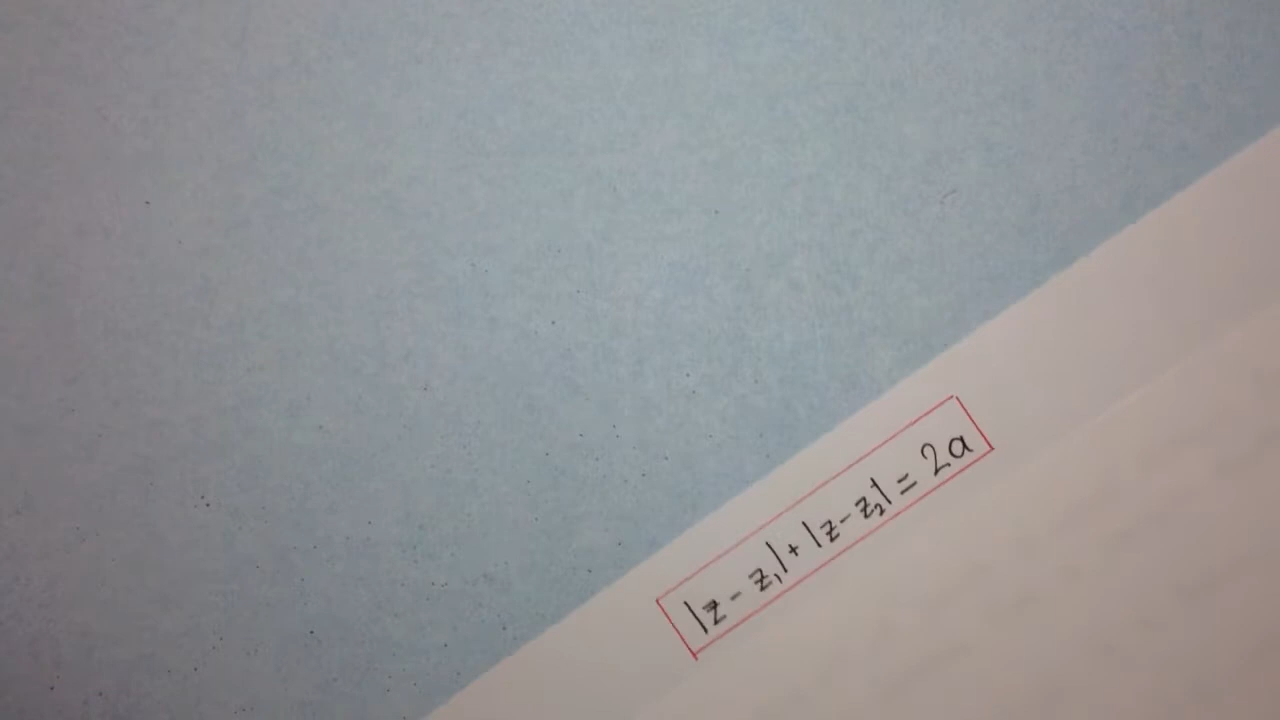 |z - z₁| + |z - z₂| = 2a